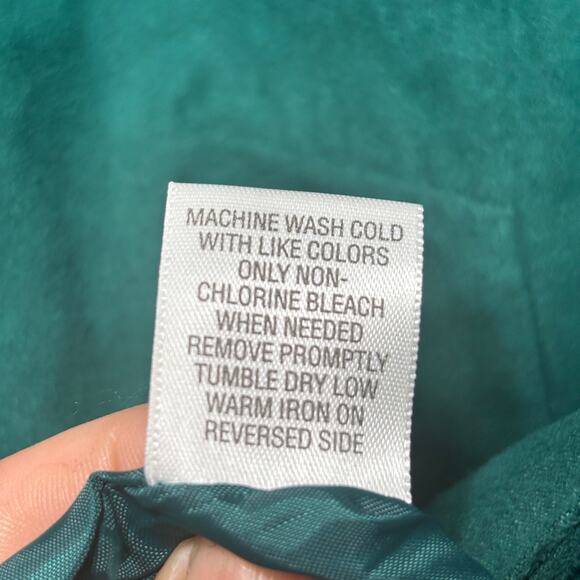 MACHINE WASH COLD
WITH LIKE COLORS
ONLY NON-
CHLORINE BLEACH
WHEN NEEDED
REMOVE PROMPTLY
TUMBLE DRY LOW
WARM IRON ON
REVERSED SIDE